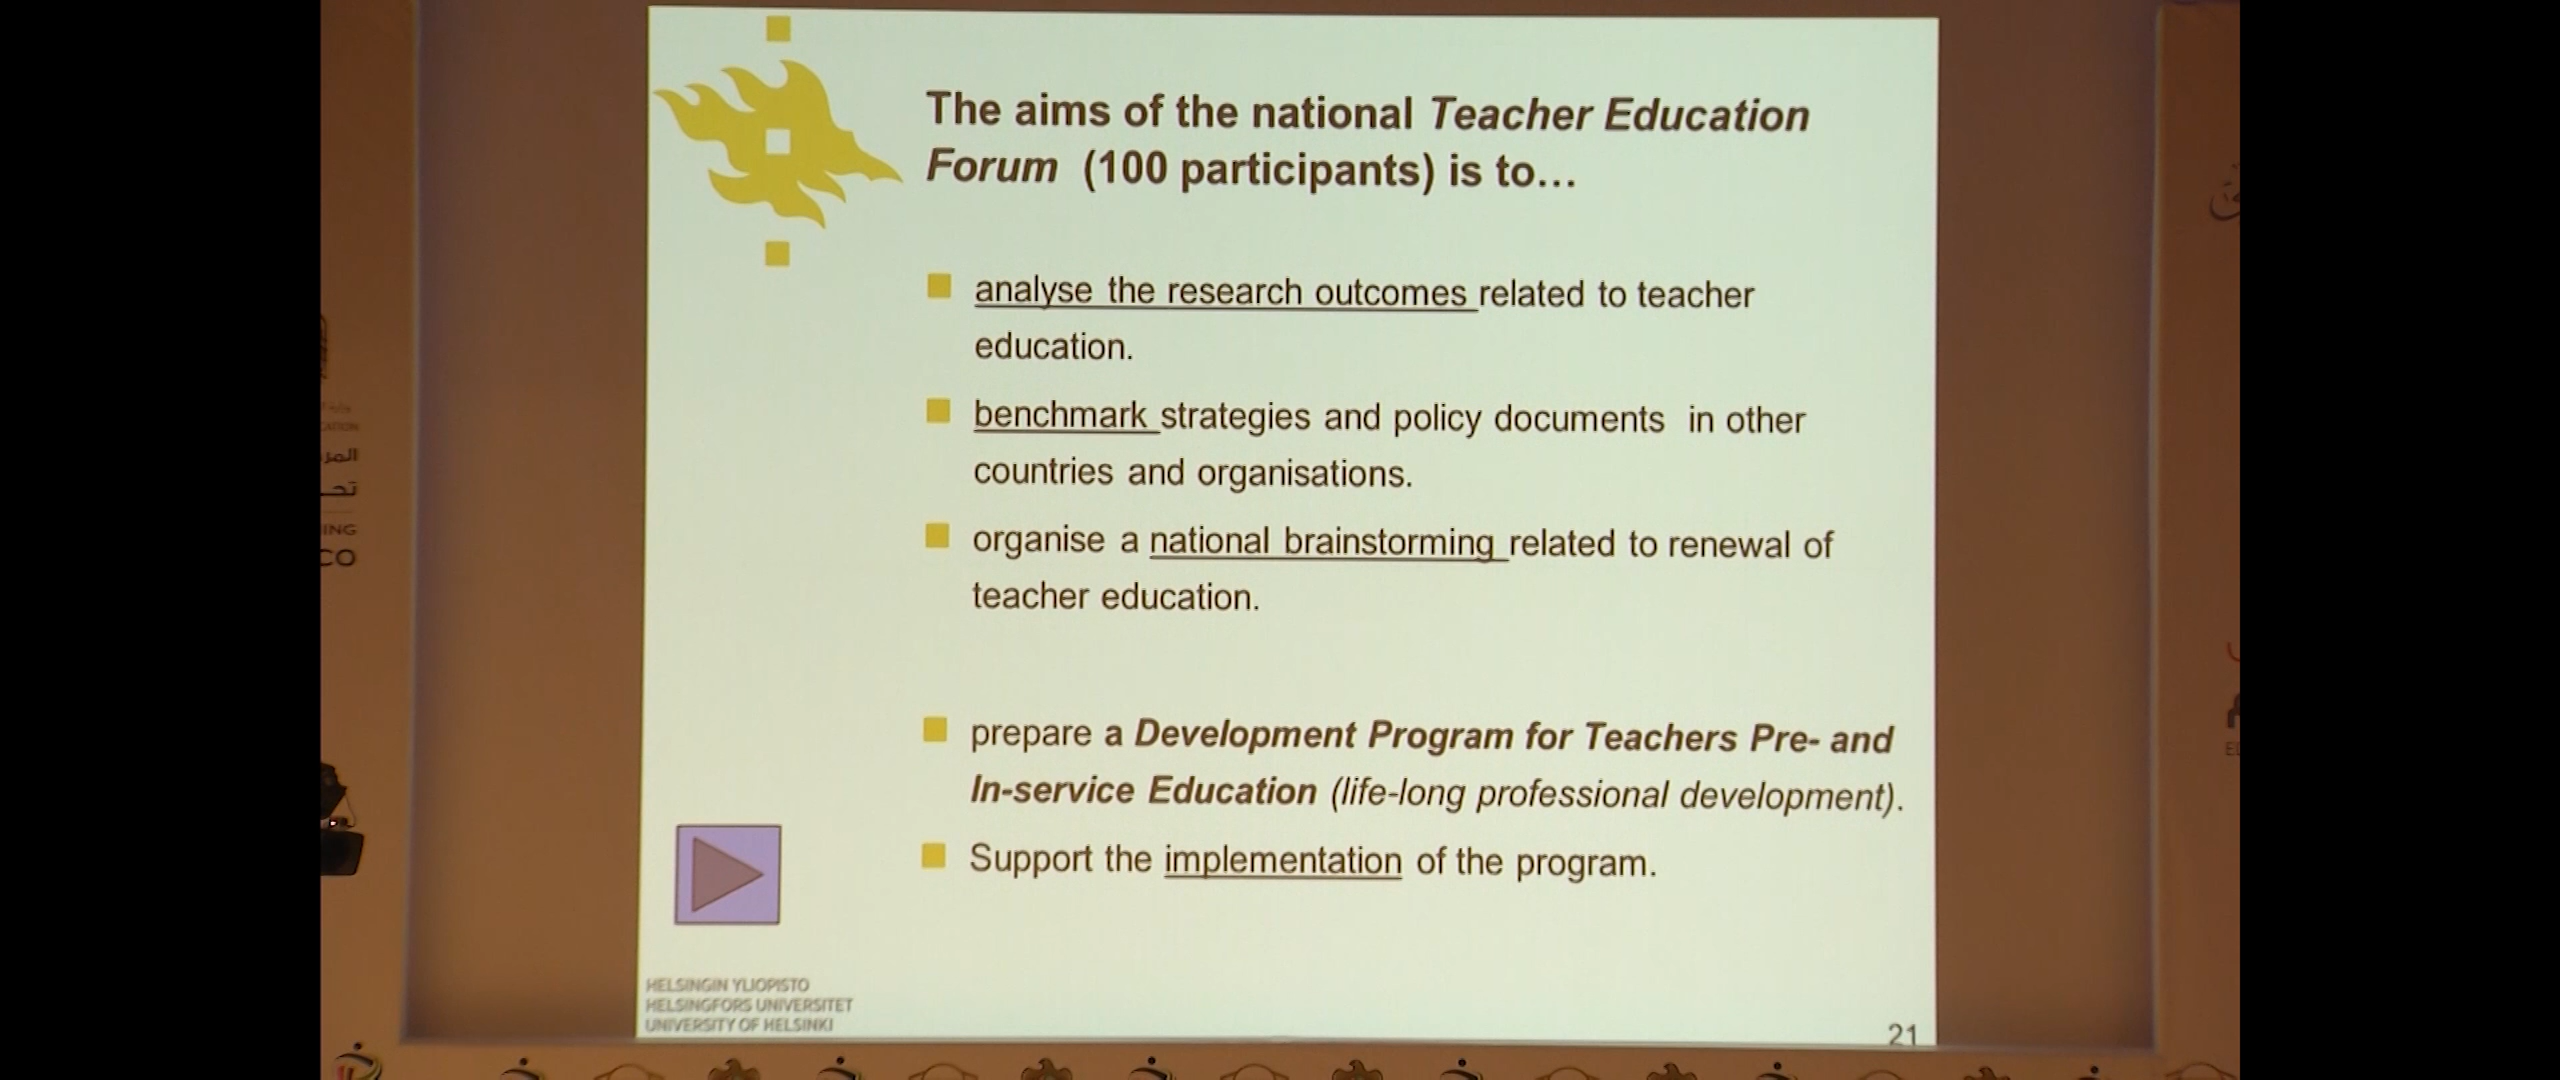 The aims of the national Teacher Education
Forum (100 participants) is to...
analyse the research outcomes related to teacher
education.
benchmark strategies and policy documents in other
countries and organisations.
organise a national brainstorming related to renewal of
teacher education.
prepare a Development Program for Teachers Pre- and
In-service Education (life-long professional development).
Support the implementation of the program.
HELSINGIN YLIOPISTO
HELSINGFORS UNIVERSITET
UNIVERSITY OF HELSINKI
21